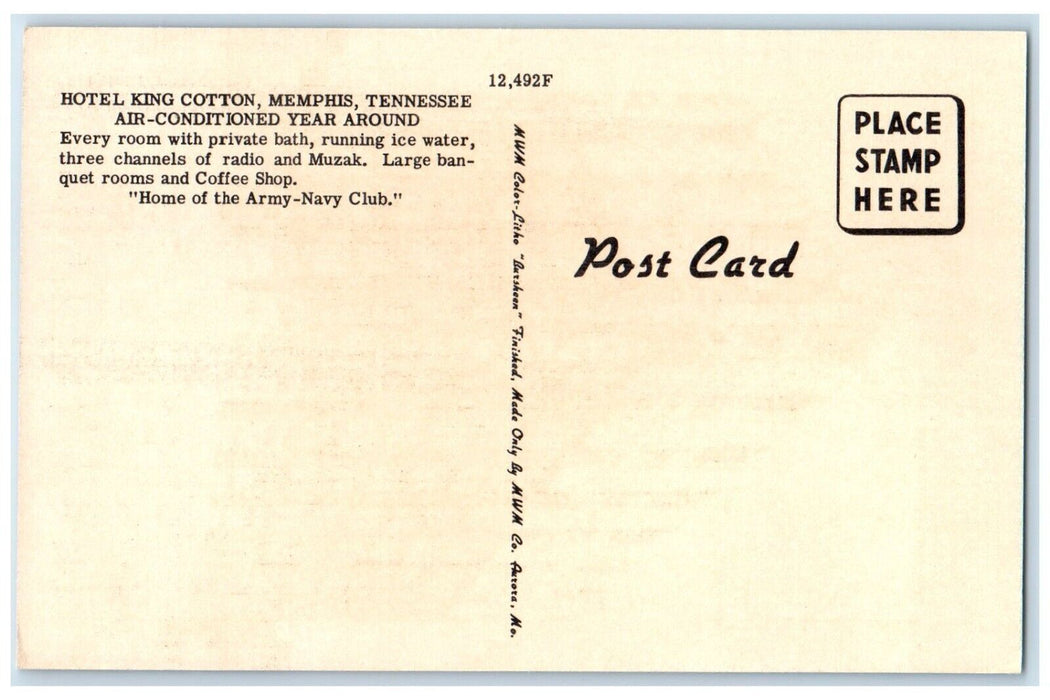 12,492F
HOTEL KING COTTON, MEMPHIS, TENNESSEE
AIR-CONDITIONED YEAR AROUND
Every room with private bath, running ice water,
three channels of radio and Muzak. Large ban-
quet rooms and Coffee Shop.
"Home of the Army-Navy Club."
MWM Color-Litho "Aursheen" Finished, Made Only By MWM Co. Aurora, Mo.
PLACE
STAMP
HERE
Post Card